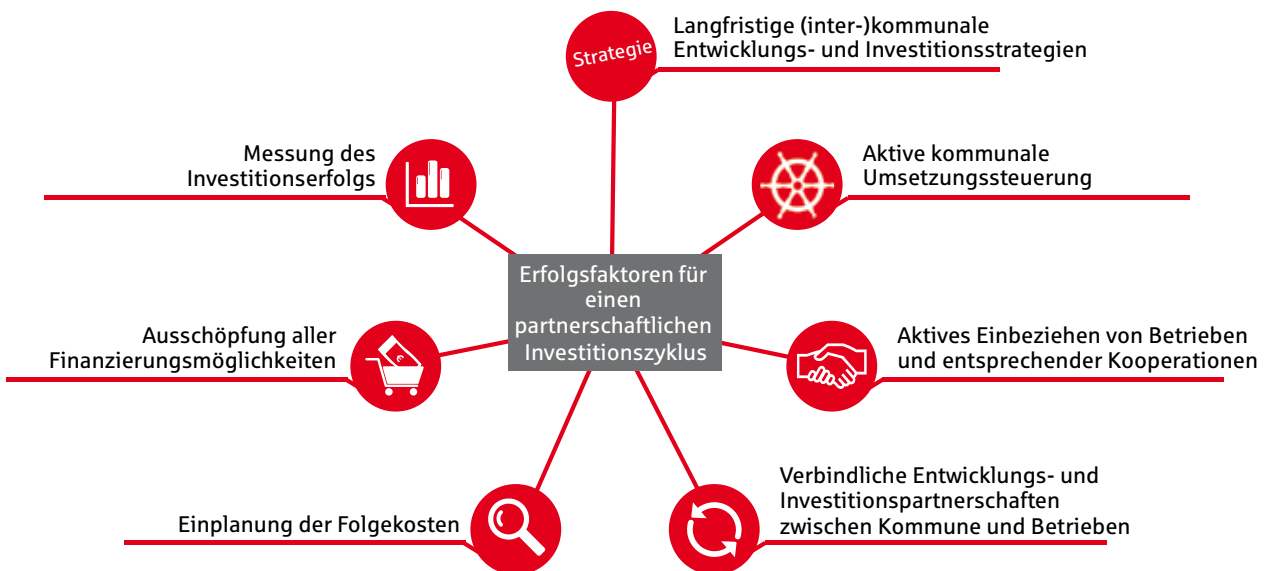 Strategie
Langfristige (inter-)kommunale
Entwicklungs- und Investitionsstrategien
Messung des
Investitionserfolgs
Aktive kommunale
Umsetzungssteuerung
Erfolgsfaktoren für
einen
partnerschaftlichen
Investitionszyklus
Ausschöpfung aller
Finanzierungsmöglichkeiten
€
Aktives Einbeziehen von Betrieben
und entsprechender Kooperationen
Einplanung der Folgekosten
Verbindliche Entwicklungs- und
Investitionspartnerschaften
zwischen Kommune und Betrieben